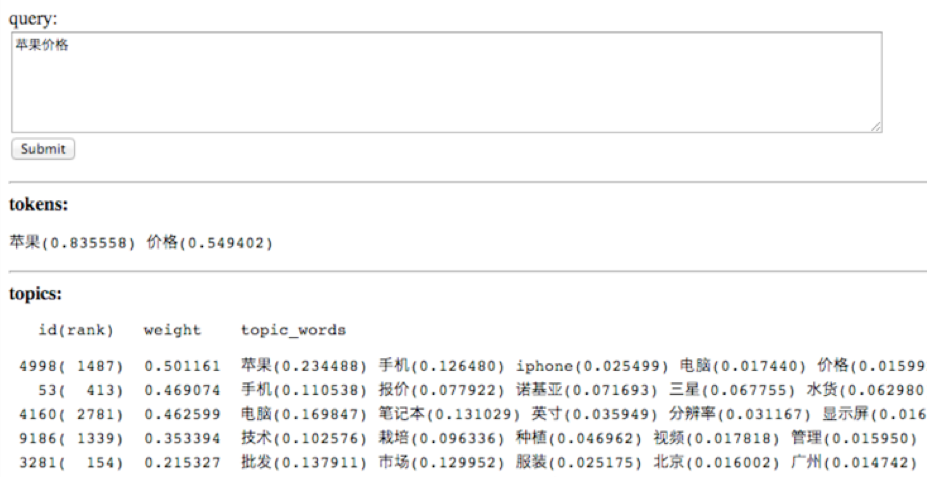 query:
苹果价格
Submit
tokens:
苹果(0.835558) 价格(0.549402)
topics:
id(rank) weight topic_words
4998( 1487) 0.501161 苹果(0.234488) 手机(0.126480) iphone(0.025499) 电脑(0.017440) 价格(0.01599
53( 413) 0.469074 手机(0.110538) 报价(0.077922) 诺基亚(0.071693) 三星(0.067755) 水货(0.062980
4160( 2781) 0.462599 电脑(0.169847) 笔记本(0.131029) 英寸(0.035949) 分辨率(0.031167) 显示屏(0.016
9186( 1339) 0.353394 技术(0.102576) 栽培(0.096336) 种植(0.046962) 视频(0.017818) 管理(0.015950)
3281( 154) 0.215327 批发(0.137911) 市场(0.129952) 服装(0.025175) 北京(0.016002) 广州(0.014742)